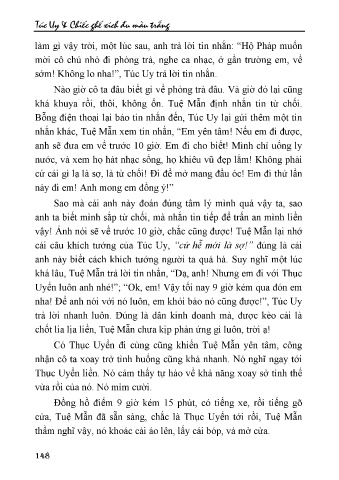 Túc Uy & Chiếc ghế xích đu màu trắng
làm gì vậy trời, một lúc sau, anh trả lời tin nhắn: “Hộ Pháp muốn
mời cô chủ nhỏ đi phòng trà, nghe ca nhạc, ở gần trường em, về
sớm! Không lo nha!”, Túc Uy trả lời tin nhắn.
Nào giờ cô ta đâu biết gì về phòng trà đâu. Và giờ đó lại cũng
khá khuya rồi, thôi, không ổn. Tuệ Mẫn định nhắn tin từ chối.
Bỗng điện thoại lại báo tin nhắn đến, Túc Uy lại gửi thêm một tin
nhắn khác, Tuệ Mẫn xem tin nhắn, “Em yên tâm! Nếu em đi được,
anh sẽ đưa em về trước 10 giờ. Em đi cho biết! Mình chỉ uống ly
nước, và xem họ hát nhạc sống, họ khiêu vũ đẹp lắm! Không phải
cứ cái gì lạ là sợ, là từ chối! Đi để mở mang đầu óc! Em đi thử lần
này đi em! Anh mong em đồng ý!”
Sao mà cái anh này đoán đúng tâm lý mình quá vậy ta, sao
anh ta biết mình sắp từ chối, mà nhắn tin tiếp để trấn an mình liền
vậy! Ảnh nói sẽ về trước 10 giờ, chắc cũng được! Tuệ Mẫn lại nhớ
cái câu khích tướng của Túc Uy, “cứ hễ mới là sợ!” đúng là cái
anh này biết cách khích tướng người ta quá hà. Suy nghĩ một lúc
khá lâu, Tuệ Mẫn trả lời tin nhắn, “Dạ, anh! Nhưng em đi với Thục
Uyển luôn anh nhé!”; “Ok, em! Vậy tối nay 9 giờ kém qua đón em
nha! Để anh nói với nó luôn, em khỏi báo nó cũng được!”, Túc Uy
trả lời nhanh luôn. Đúng là dân kinh doanh mà, được kèo cái là
chốt lia lịa liền, Tuệ Mẫn chưa kịp phản ứng gì luôn, trời ạ!
Có Thục Uyển đi cùng cũng khiến Tuệ Mẫn yên tâm, công
nhận cô ta xoay trở tình huống cũng khá nhanh. Nó nghĩ ngay tới
Thục Uyển liền. Nó cảm thấy tự hào về khả năng xoay sở tình thế
vừa rồi của nó. Nó mỉm cười.
Đồng hồ điểm 9 giờ kém 15 phút, có tiếng xe, rồi tiếng gõ
cửa, Tuệ Mẫn đã sẵn sàng, chắc là Thục Uyển tới rồi, Tuệ Mẫn
thầm nghĩ vậy, nó khoác cái áo lên, lấy cái bóp, và mở cửa.
148